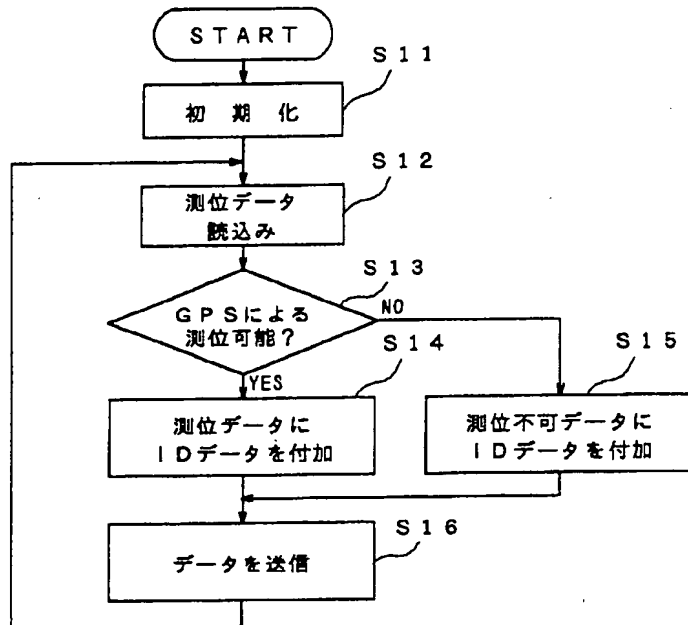 START
S11
初期化
S12
測位データ
読込み
S13
GPSによる
測位可能？
NO
YES
S14
測位データに
IDデータを付加
S15
測位不可データに
IDデータを付加
S16
データを送信